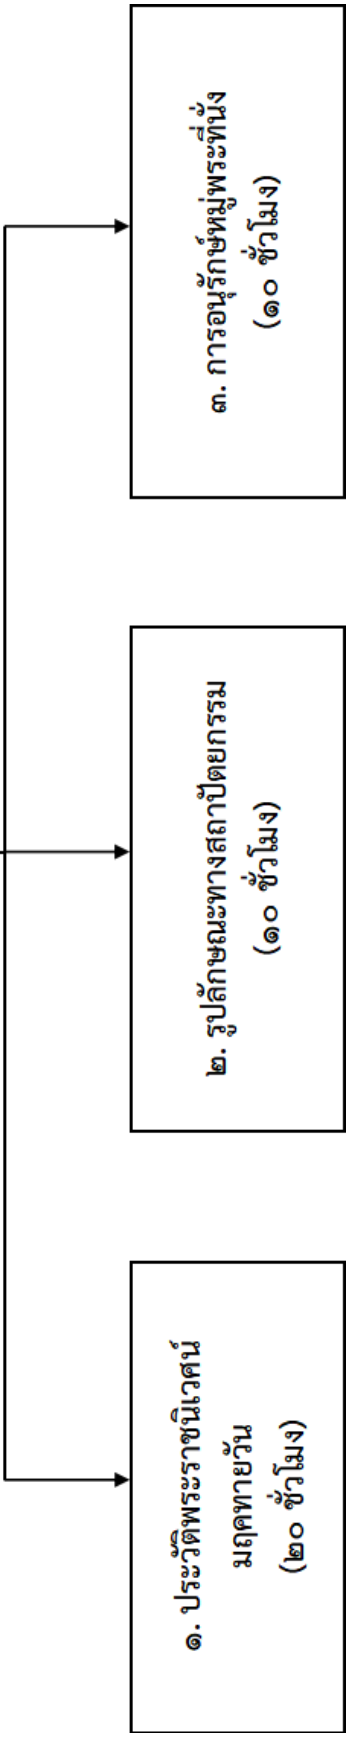 ๑. ประวัติพระราชนิเวศน์
มฤคทายวัน
(๒๐ ชั่วโมง)
๒. รูปลักษณะทางสถาปัตยกรรม
(๑๐ ชั่วโมง)
๓. การอนุรักษ์หมู่พระที่นั่ง
(๑๐ ชั่วโมง)